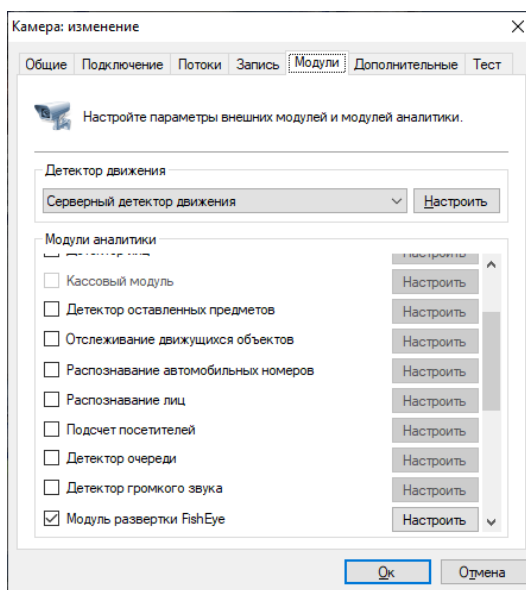 Камера: изменение
Общие Подключение Потоки Запись Модули Дополнительные Тест
Настройте параметры внешних модулей и модулей аналитики.
Детектор движения
Серверный детектор движения Настроить
Модули аналитики
Детектор лиц Настроить
Кассовый модуль Настроить
Детектор оставленных предметов Настроить
Отслеживание движущихся объектов Настроить
Распознавание автомобильных номеров Настроить
Распознавание лиц Настроить
Подсчет посетителей Настроить
Детектор очереди Настроить
Детектор громкого звука Настроить
Модуль развертки FishEye Настроить
Ок Отмена